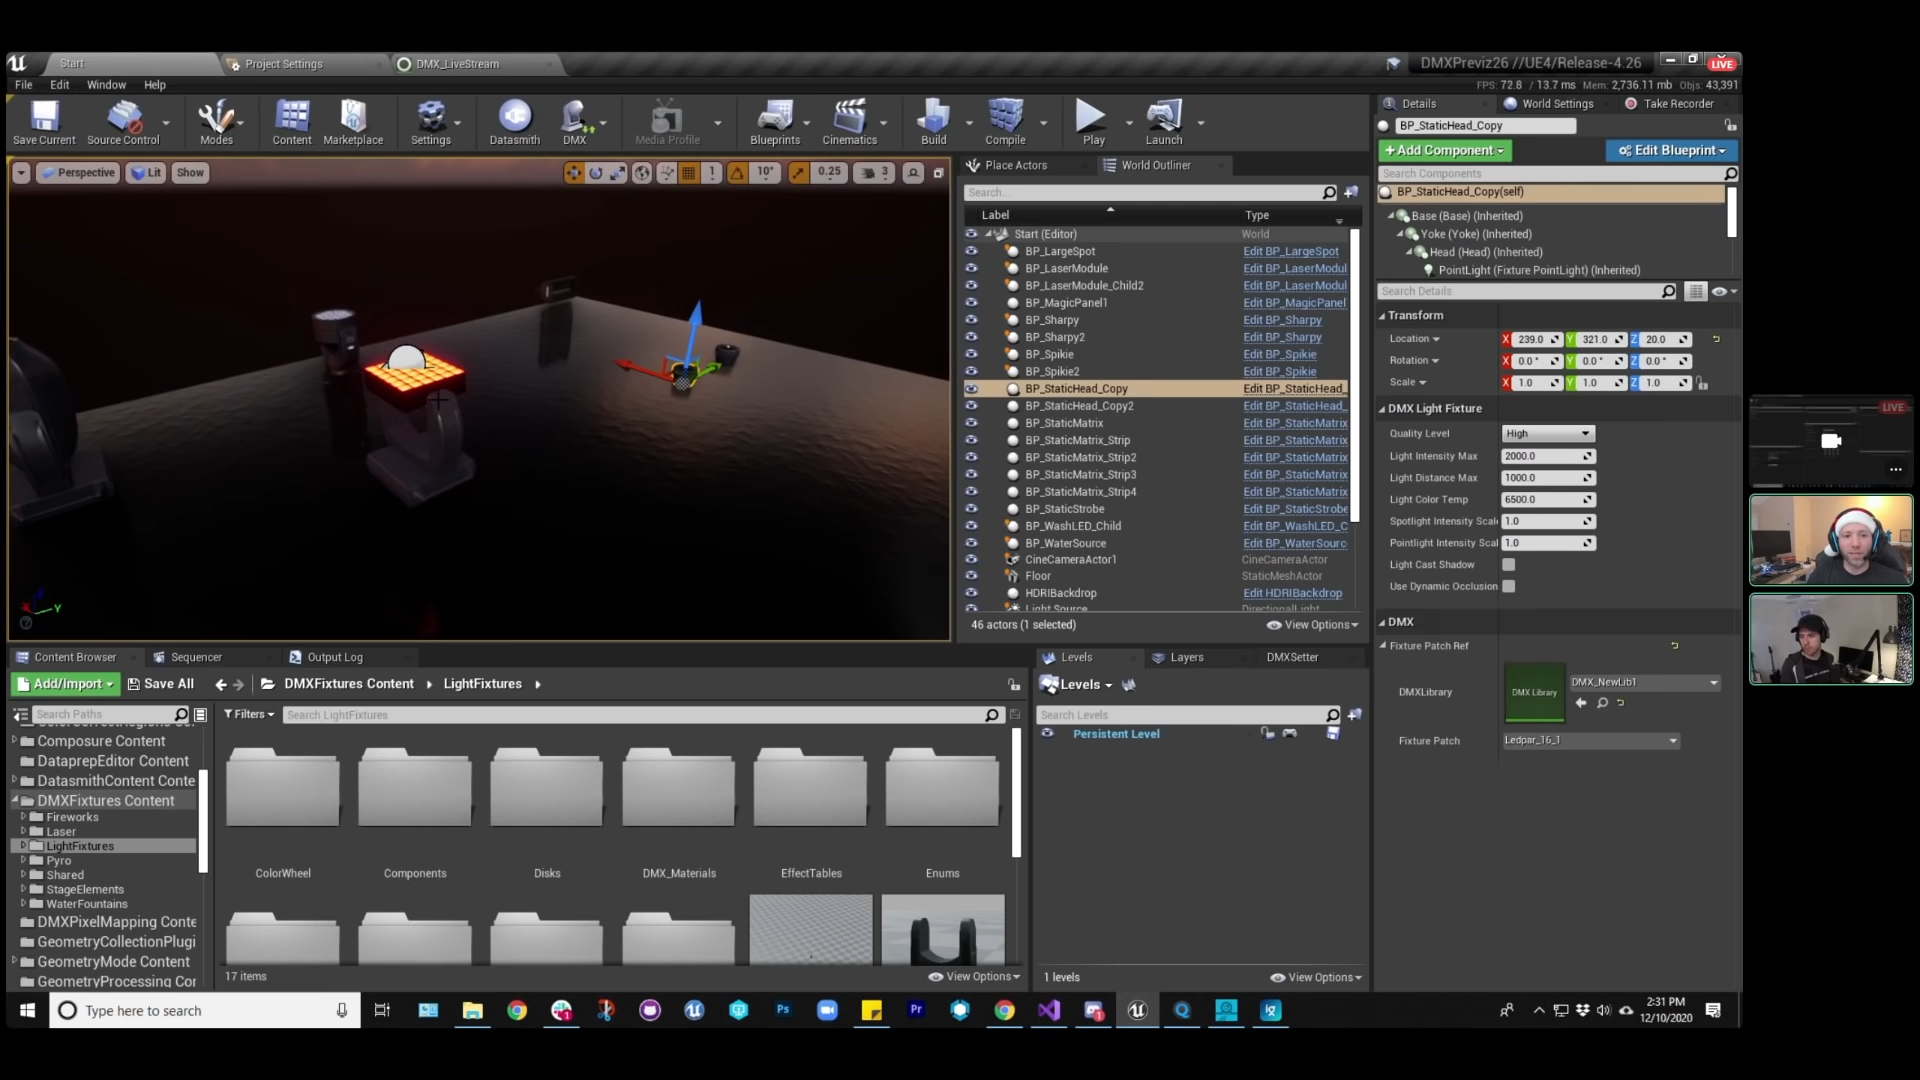 Start
Project Settings
DMX_LiveStream
DMXPreviz26 //UE4/Release-4.26
LIVE
File Edit Window Help
FPS: 72.8 / 13.7 ms Mem: 2,736.11 mb Objs: 43,391
Save Current
Source Control
Modes
Content
Marketplace
Settings
Datasmith
DMX
Media Profile
Blueprints
Cinematics
Build
Compile
Play
Launch
Details
World Settings
Take Recorder
BP_StaticHead_Copy
+Add Component
Edit Blueprint
Search Components
BP_StaticHead_Copy(self)
Base (Base) (Inherited)
Yoke (Yoke) (Inherited)
Head (Head) (Inherited)
PointLight (Fixture PointLight) (Inherited)
Search Details
Transform
Location X 239.0 Y 321.0 Z 20.0
Rotation X 0.0 ° Y 0.0 ° Z 0.0 °
Scale X 1.0 Y 1.0 Z 1.0
DMX Light Fixture
Quality Level High
Light Intensity Max 2000.0
Light Distance Max 1000.0
Light Color Temp 6500.0
Spotlight Intensity Scal 1.0
Pointlight Intensity Scal 1.0
Light Cast Shadow
Use Dynamic Occlusion
DMX
Fixture Patch Ref
DMXLibrary
DMX Library
DMX_NewLib1
Fixture Patch Ledpar_16_1
Perspective Lit Show
1 10° 0.25 3
Y
Place Actors
World Outliner
Search...
Label Type
Start (Editor) World
BP_LargeSpot Edit BP_LargeSpot
BP_LaserModule Edit BP_LaserModul
BP_LaserModule_Child2 Edit BP_LaserModul
BP_MagicPanel1 Edit BP_MagicPanel
BP_Sharpy Edit BP_Sharpy
BP_Sharpy2 Edit BP_Sharpy
BP_Spikie Edit BP_Spikie
BP_Spikie2 Edit BP_Spikie
BP_StaticHead_Copy Edit BP_StaticHead_
BP_StaticHead_Copy2 Edit BP_StaticHead_
BP_StaticMatrix Edit BP_StaticMatrix
BP_StaticMatrix_Strip Edit BP_StaticMatrix
BP_StaticMatrix_Strip2 Edit BP_StaticMatrix
BP_StaticMatrix_Strip3 Edit BP_StaticMatrix
BP_StaticMatrix_Strip4 Edit BP_StaticMatrix
BP_StaticStrobe Edit BP_StaticStrobe
BP_WashLED_Child Edit BP_WashLED_C
BP_WaterSource Edit BP_WaterSourc
CineCameraActor1 CineCameraActor
Floor StaticMeshActor
HDRIBackdrop Edit HDRIBackdrop
Light Source DirectionalLight
46 actors (1 selected)
View Options
Content Browser
Sequencer
Output Log
Add/Import
Save All
DMXFixtures Content
LightFixtures
Search Paths
Filters
Search LightFixtures
Composure Content
DataprepEditor Content
DatasmithContent Conte
DMXFixtures Content
Fireworks
Laser
LightFixtures
Pyro
Shared
StageElements
WaterFountains
DMXPixelMapping Conte
GeometryCollectionPlugi
GeometryMode Content
GeometryProcessing Cor
ColorWheel
Components
Disks
DMX_Materials
EffectTables
Enums
17 items
View Options
Levels
Layers
DMXSetter
Levels
Search Levels
Persistent Level
1 levels
View Options
LIVE
Type here to search
Ps
Pr
2:31 PM
12/10/2020